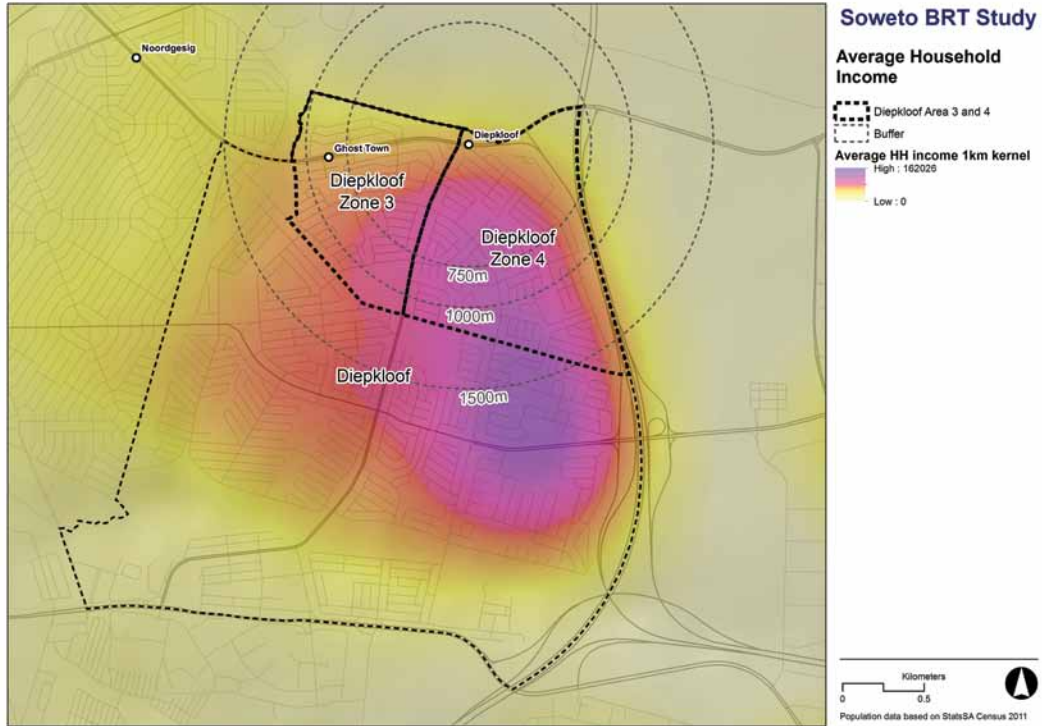 Noordgesig
Diepkloof
Ghost Town
Diepkloof
Zone 3
Diepkloof
Zone 4
750m
1000m
Diepkloof
1500m
Soweto BRT Study
Average Household
Income
Diepkloof Area 3 and 4
Buffer
Average HH income 1km kernel
High : 162026
Low : 0
Kilometers
0 0.5
Population data based on StatsSA Census 2011